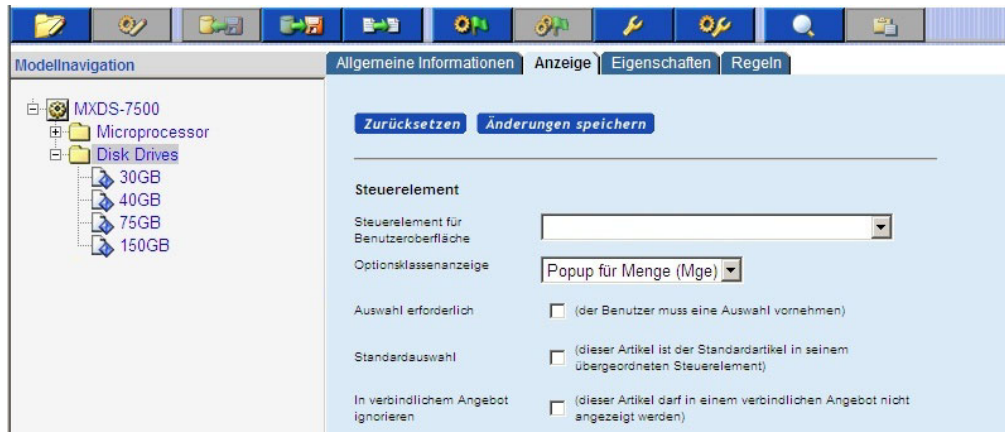 Modellnavigation
Allgemeine Informationen Anzeige Eigenschaften Regeln
MXDS-7500
Microprocessor
Disk Drives
30GB
40GB
75GB
150GB
Zurücksetzen Änderungen speichern
Steuerelement
Steuerelement für
Benutzeroberfläche
Optionsklassenanzeige
Popup für Menge (Mge)
Auswahl erforderlich
(der Benutzer muss eine Auswahl vornehmen)
Standardauswahl
(dieser Artikel ist der Standardartikel in seinem
übergeordneten Steuerelement)
In verbindlichem Angebot
ignorieren
(dieser Artikel darf in einem verbindlichen Angebot nicht
angezeigt werden)